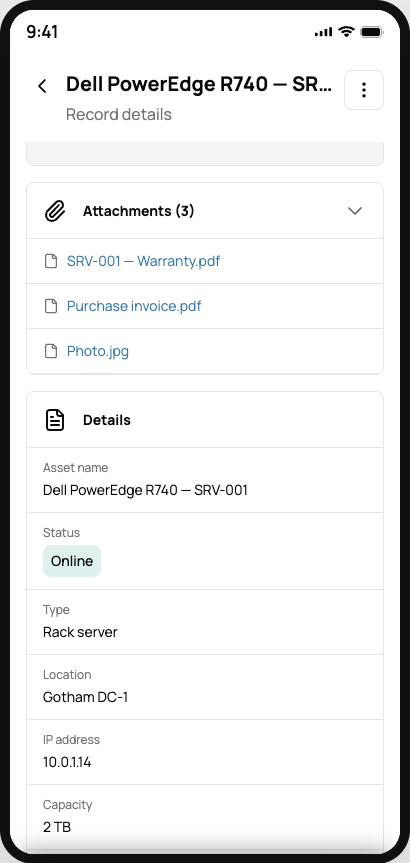 9:41
Dell PowerEdge R740 — SR...
Record details
Attachments (3)
SRV-001 — Warranty.pdf
Purchase invoice.pdf
Photo.jpg
Details
Asset name
Dell PowerEdge R740 — SRV-001
Status
Online
Type
Rack server
Location
Gotham DC-1
IP address
10.0.1.14
Capacity
2 TB